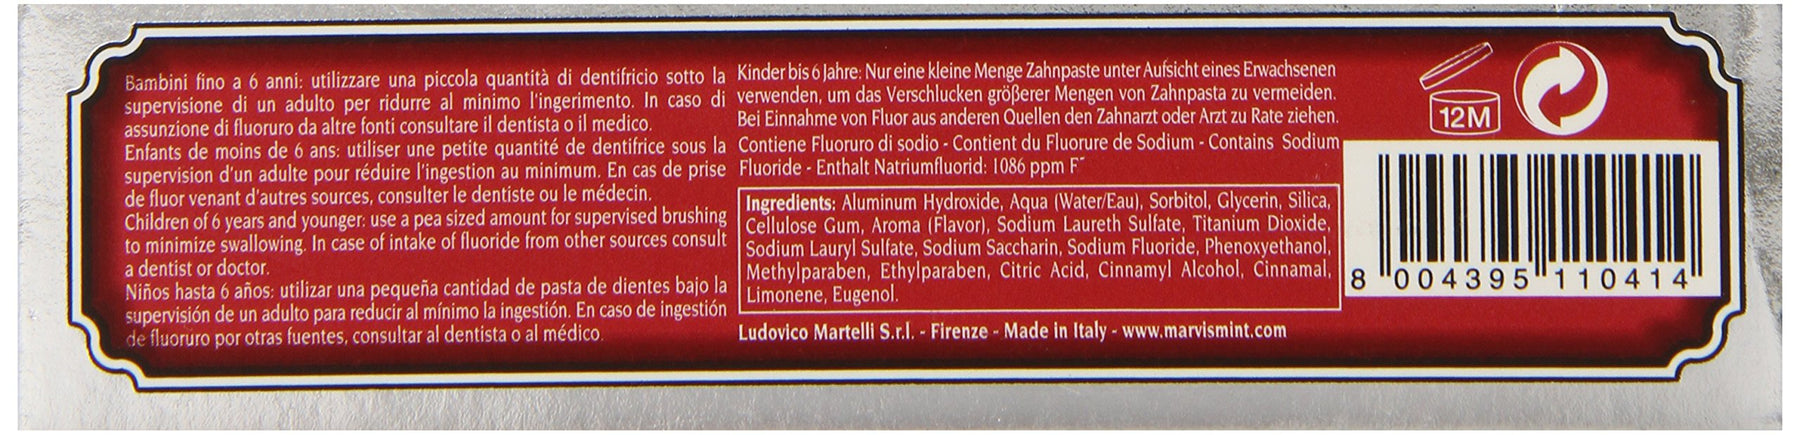 Bambini fino a 6 anni: utilizzare una piccola quantità di dentifricio sotto la
supervisione di un adulto per ridurre al minimo l'ingerimento. In caso di
assunzione di fluoruro da altre fonti consultare il dentista o il medico.
Enfants de moins de 6 ans: utiliser une petite quantité de dentifrice sous la
supervision d'un adulte pour réduire l'ingestion au minimum. En cas de prise
de fluor venant d'autres sources, consulter le dentiste ou le médecin.
Children of 6 years and younger: use a pea sized amount for supervised brushing
to minimize swallowing. In case of intake of fluoride from other sources consult
a dentist or doctor.
Niños hasta 6 años: utilizar una pequeña cantidad de pasta de dientes bajo la
supervisión de un adulto para reducir al mínimo la ingestión. En caso de ingestión
de fluoruro por otras fuentes, consultar al dentista o al médico.
Kinder bis 6 Jahre: Nur eine kleine Menge Zahnpaste unter Aufsicht eines Erwachsenen
verwenden, um das Verschlucken größerer Mengen von Zahnpasta zu vermeiden.
Bei Einnahme von Fluor aus anderen Quellen den Zahnarzt oder Arzt zu Rate ziehen.
Contiene Fluoruro di sodio - Contient du Fluorure de Sodium - Contains Sodium
Fluoride - Enthalt Natriumfluorid: 1086 ppm F-
Ingredients: Aluminum Hydroxide, Aqua (Water/Eau), Sorbitol, Glycerin, Silica,
Cellulose Gum, Aroma (Flavor), Sodium Laureth Sulfate, Titanium Dioxide,
Sodium Lauryl Sulfate, Sodium Saccharin, Sodium Fluoride, Phenoxyethanol,
Methylparaben, Ethylparaben, Citric Acid, Cinnamyl Alcohol, Cinnamal,
Limonene, Eugenol.
Ludovico Martelli S.r.l. - Firenze - Made in Italy - www.marvismint.com
12M
8 004395 110414